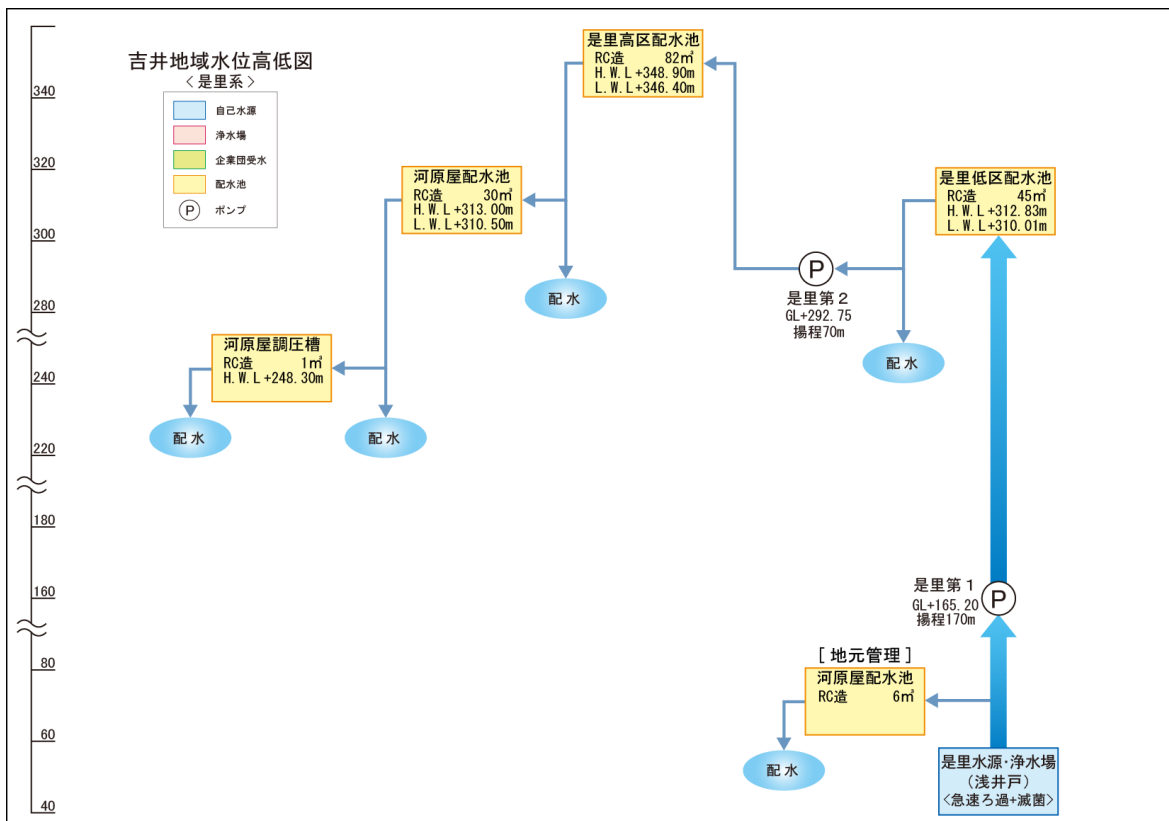 吉井地域水位高低図
＜是里系＞
自己水源
浄水場
企業団受水
配水池
P ポンプ
340
320
300
280
240
220
180
160
80
60
40
是里高区配水池
RC造 82㎥
H.W.L+348.90m
L.W.L+346.40m
河原屋配水池
RC造 30㎥
H.W.L+313.00m
L.W.L+310.50m
是里低区配水池
RC造 45㎥
H.W.L+312.83m
L.W.L+310.01m
P
是里第２
GL+292.75
揚程70m
配水
配水
河原屋調圧槽
RC造 1㎥
H.W.L+248.30m
配水
配水
是里第１
GL+165.20
揚程170m
P
［地元管理］
河原屋配水池
RC造 6㎥
配水
是里水源・浄水場
（浅井戸）
＜急速ろ過+滅菌＞